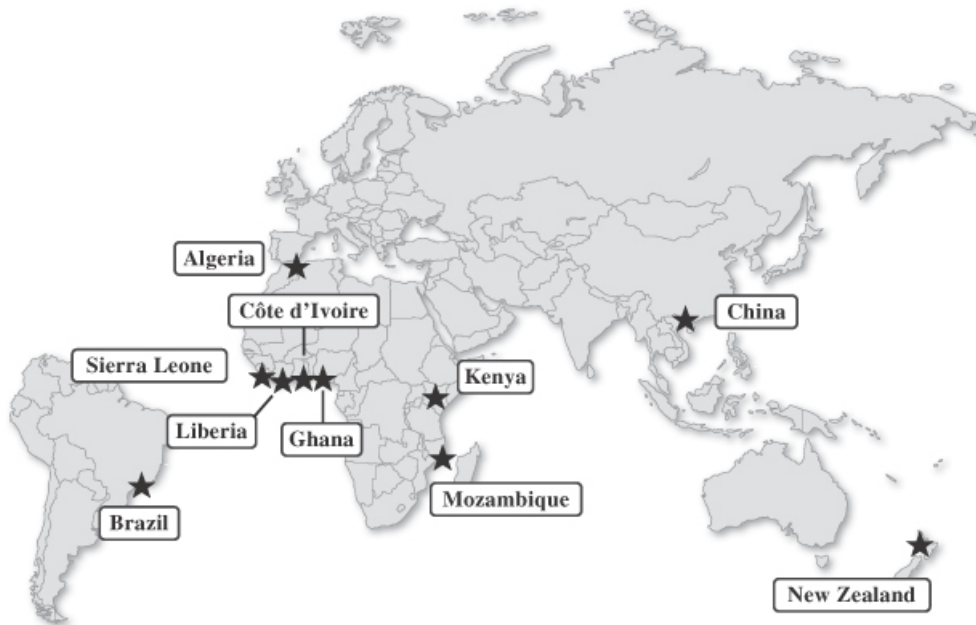 Algeria
Côte d’Ivoire
China
Sierra Leone
Kenya
Liberia
Ghana
Mozambique
Brazil
New Zealand